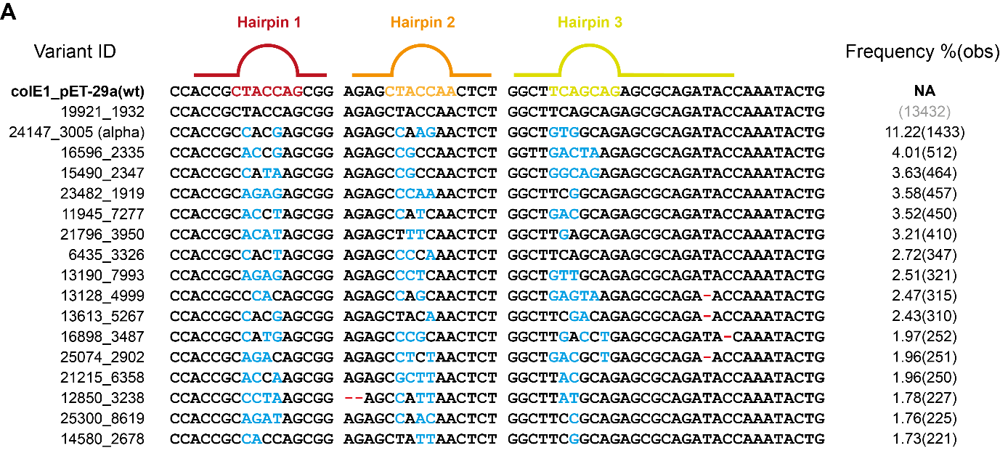 A
Hairpin 1 Hairpin 2 Hairpin 3
Variant ID Frequency %(obs)
colE1_pET-29a(wt) CCACCGCTACCAGCGG AGAGCTACCAACTCT GGCTTCAGCAGAGCGCAGATACCAAATACTG NA
19921_1932 CCACCGCTACCAGCGG AGAGCTACCAACTCT GGCTTCAGCAGAGCGCAGATACCAAATACTG (13432)
24147_3005 (alpha) CCACCGCCACGAGCGG AGAGCCAAGAACTCT GGCTGTGGCAGAGCGCAGATACCAAATACTG 11.22(1433)
16596_2335 CCACCGCACCGAGCGG AGAGCCGCCAACTCT GGTTGACTAAGAGCGCAGATACCAAATACTG 4.01(512)
15490_2347 CCACCGCCATAAGCGG AGAGCCGCCAACTCT GGCTGGCAGAGAGCGCAGATACCAAATACTG 3.63(464)
23482_1919 CCACCGCAGAGAGCGG AGAGCCCAAAACTCT GGCTTCGGCAGAGCGCAGATACCAAATACTG 3.58(457)
11945_7277 CCACCGCACCTAGCGG AGAGCCATCAACTCT GGCTGACGCAGAGCGCAGATACCAAATACTG 3.52(450)
21796_3950 CCACCGCACATAGCGG AGAGCTTTCAACTCT GGCTTGAGCAGAGCGCAGATACCAAATACTG 3.21(410)
6435_3326 CCACCGCCACTAGCGG AGAGCCCCAAACTCT GGCTTCAGCAGAGCGCAGATACCAAATACTG 2.72(347)
13190_7993 CCACCGCAGAGAGCGG AGAGCCCTCAACTCT GGCTGTTGCAGAGCGCAGATACCAAATACTG 2.51(321)
13128_4999 CCACCGCCCACAGCGG AGAGCCAGCAACTCT GGCTGAGTAAGAGCGCAGA-ACCAAATACTG 2.47(315)
13613_5267 CCACCGCCACGAGCGG AGAGCTACAAACTCT GGCTTCGACAGAGCGCAGA-ACCAAATACTG 2.43(310)
16898_3487 CCACCGCCATGAGCGG AGAGCCCGCAACTCT GGCTTGACCTGAGCGCAGATA-CAAATACTG 1.97(252)
25074_2902 CCACCGCAGACAGCGG AGAGCCTCTAACTCT GGCTGACGCTGAGCGCAGA-ACCAAATACTG 1.96(251)
21215_6358 CCACCGCACCAAGCGG AGAGCGCTTAACTCT GGCTTACGCAGAGCGCAGATACCAAATACTG 1.96(250)
12850_3238 CCACCGCCCTAAGCGG --AGCCATTAACTCT GGCTTATGCAGAGCGCAGATACCAAATACTG 1.78(227)
25300_8619 CCACCGCAGATAGCGG AGAGCCAACAACTCT GGCTTCCGCAGAGCGCAGATACCAAATACTG 1.76(225)
14580_2678 CCACCGCCACCAGCGG AGAGCTATTAACTCT GGCTTCGGCAGAGCGCAGATACCAAATACTG 1.73(221)